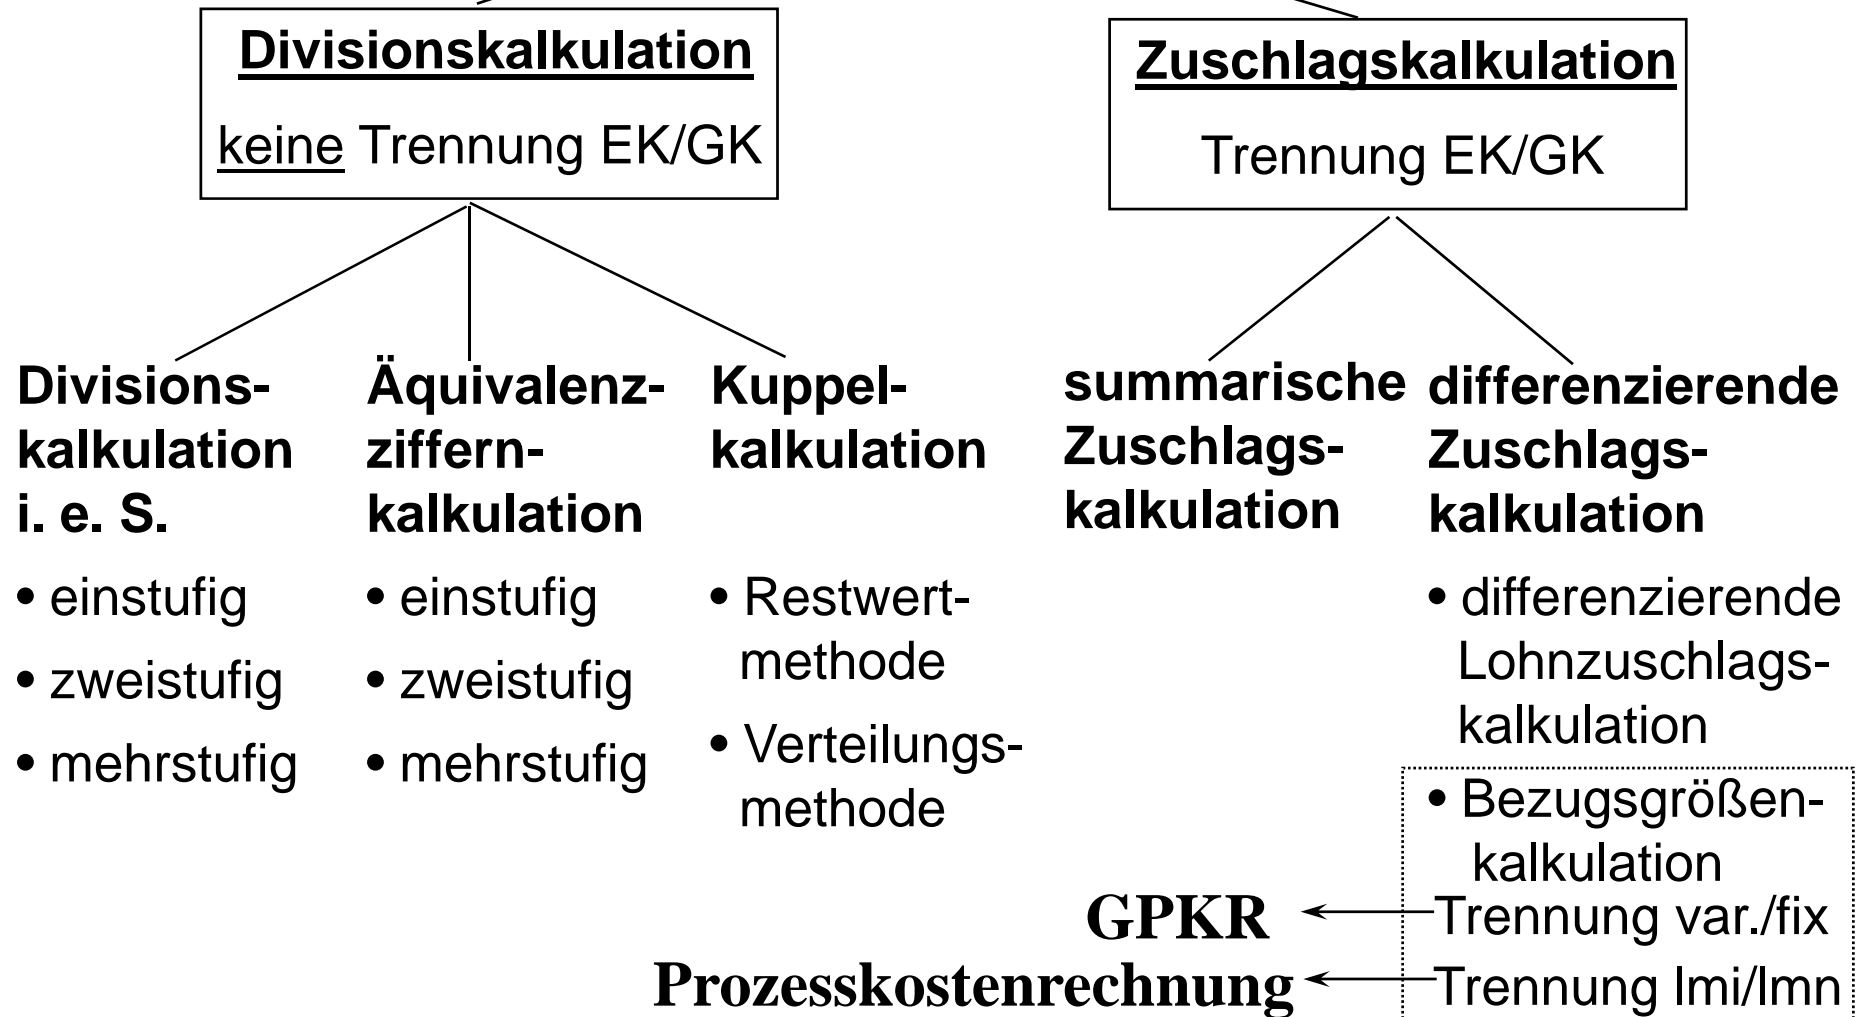 Divisionskalkulation
keine Trennung EK/GK
Zuschlagskalkulation
Trennung EK/GK
Divisions-
kalkulation
i. e. S.
• einstufig
• zweistufig
• mehrstufig
Äquivalenz-
ziffern-
kalkulation
• einstufig
• zweistufig
• mehrstufig
Kuppel-
kalkulation
• Restwert-
methode
• Verteilungs-
methode
summarische
Zuschlags-
kalkulation
differenzierende
Zuschlags-
kalkulation
• differenzierende
Lohnzuschlags-
kalkulation
• Bezugsgrößen-
kalkulation
GPKR
Trennung var./fix
Prozesskostenrechnung
Trennung lmi/lmn